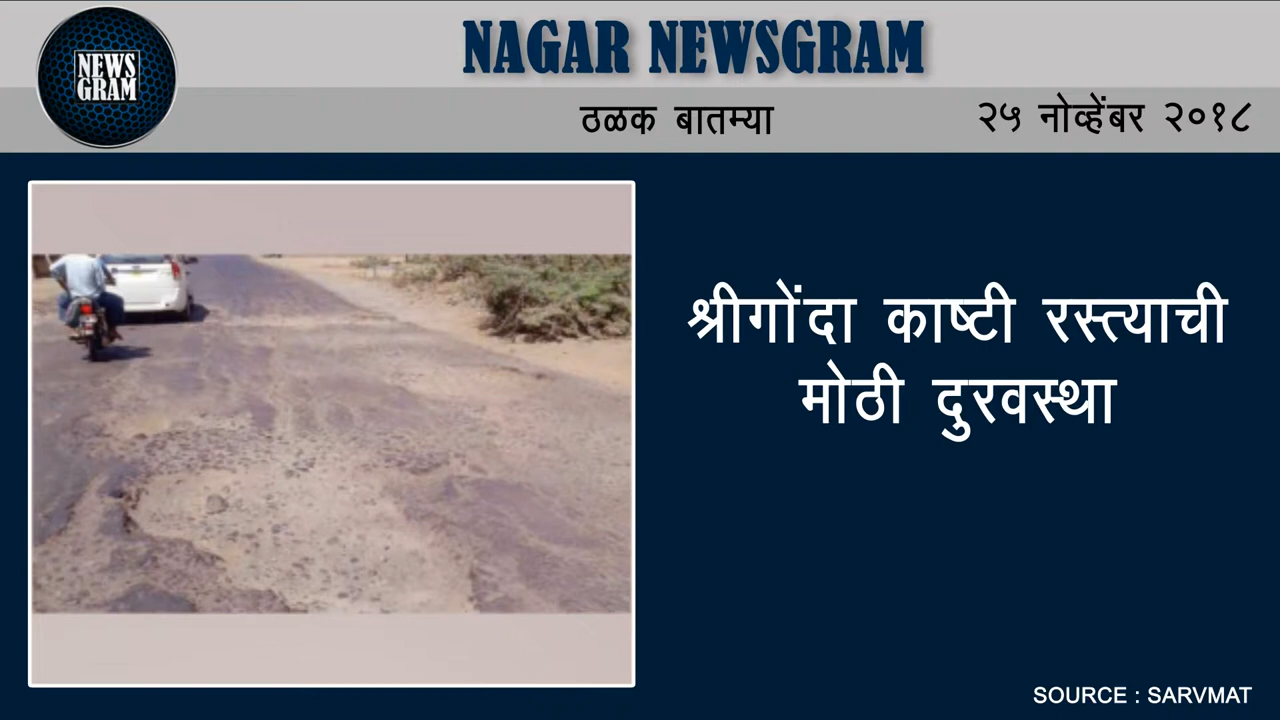 NEWS
GRAM
NAGAR NEWSGRAM
ठळक बातम्या
२५ नोव्हेंबर २०१८
श्रीगोंदा काष्टी रस्त्याची
मोठी दुरवस्था
SOURCE : SARVMAT